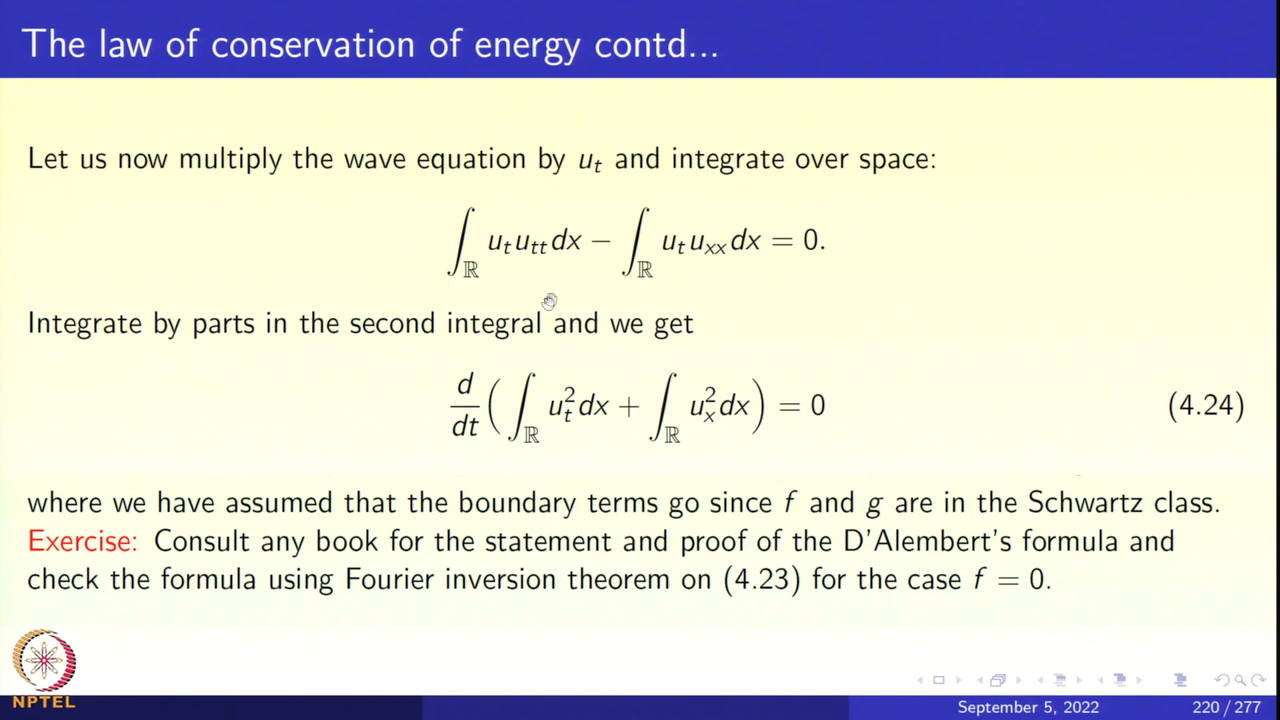 The law of conservation of energy contd...
Let us now multiply the wave equation by u_t and integrate over space:
∫_ℝ u_t u_tt dx − ∫_ℝ u_t u_xx dx = 0.
Integrate by parts in the second integral and we get
d/dt ( ∫_ℝ u_t^2 dx + ∫_ℝ u_x^2 dx ) = 0 (4.24)
where we have assumed that the boundary terms go since f and g are in the Schwartz class.
Exercise: Consult any book for the statement and proof of the D'Alembert's formula and
check the formula using Fourier inversion theorem on (4.23) for the case f = 0.
NPTEL
September 5, 2022 220 / 277